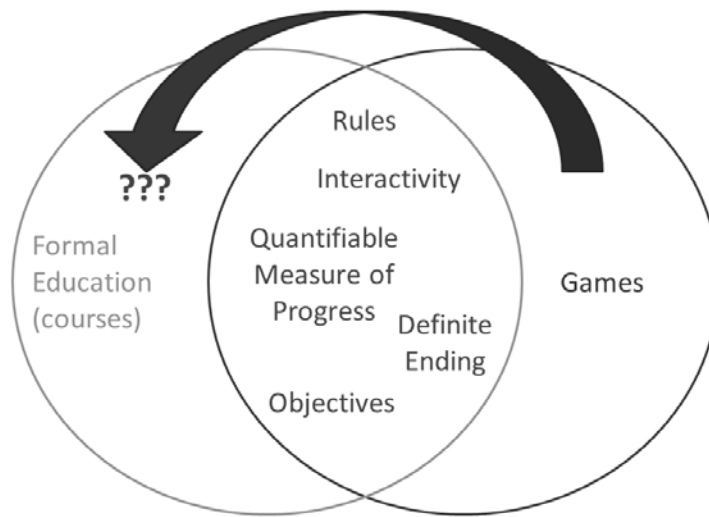 Rules
Interactivity
???
Formal
Education
(courses)
Quantifiable
Measure of
Progress
Definite
Ending
Objectives
Games